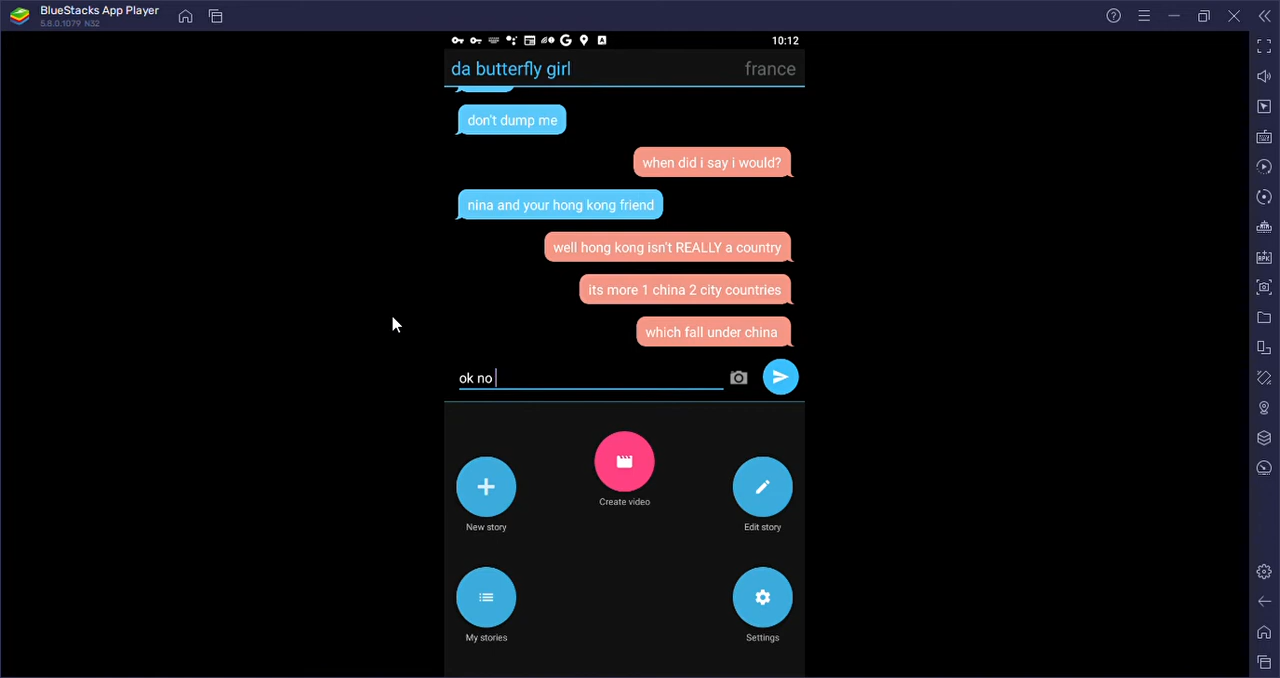 BlueStacks App Player
5.8.0.1079 N32
10:12
da butterfly girl
france
don't dump me
when did i say i would?
nina and your hong kong friend
well hong kong isn't REALLY a country
its more 1 china 2 city countries
which fall under china
ok no
Create video
New story
Edit story
My stories
Settings